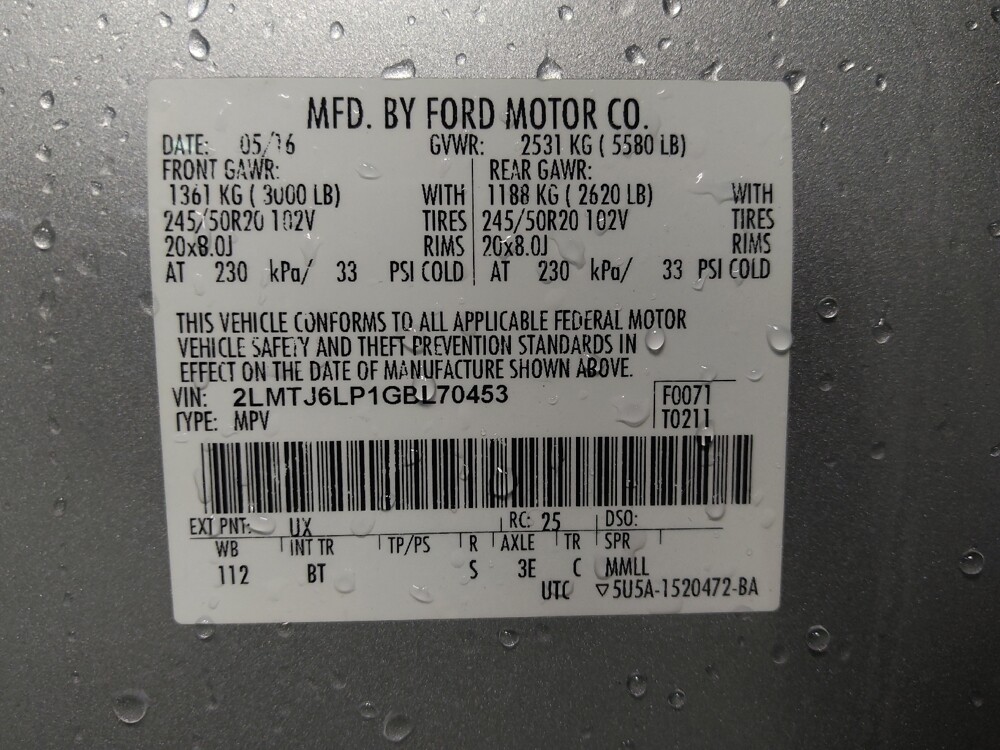 MFD. BY FORD MOTOR CO.
DATE: 05/16 GVWR: 2531 KG ( 5580 LB)
FRONT GAWR: REAR GAWR:
1361 KG ( 3000 LB) WITH 1188 KG ( 2620 LB) WITH
245/50R20 102V TIRES 245/50R20 102V TIRES
20x8.0J RIMS 20x8.0J RIMS
AT 230 kPa/ 33 PSI COLD AT 230 kPa/ 33 PSI COLD
THIS VEHICLE CONFORMS TO ALL APPLICABLE FEDERAL MOTOR
VEHICLE SAFETY AND THEFT PREVENTION STANDARDS IN
EFFECT ON THE DATE OF MANUFACTURE SHOWN ABOVE.
VIN: 2LMTJ6LP1GBL70453 F0071
TYPE: MPV T0211
EXT PNT: UX RC: 25 DSO:
WB INT TR TP/PS R AXLE TR SPR
112 BT S 3E C MMLL
UTC ▽5U5A-1520472-BA